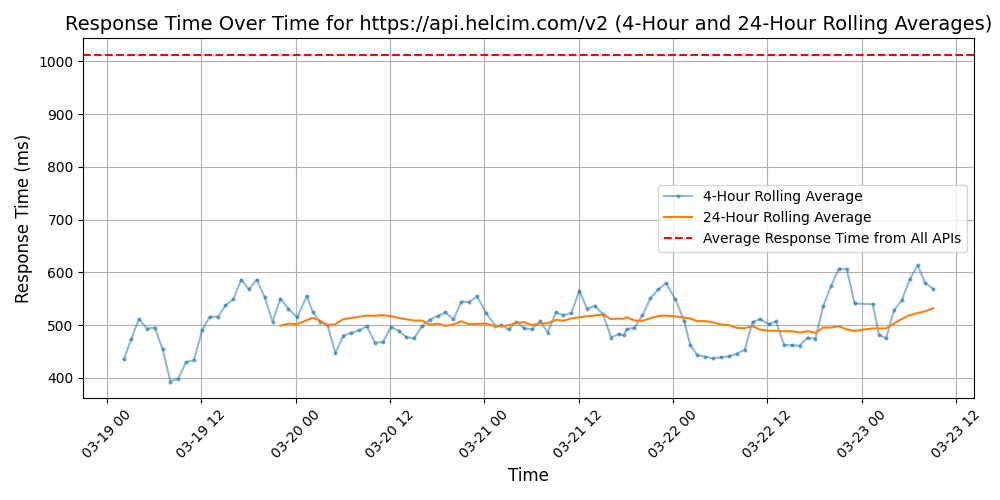 Response Time Over Time for https://api.helcim.com/v2 (4-Hour and 24-Hour Rolling Averages)
Response Time (ms)
1000
900
800
700
600
500
400
4-Hour Rolling Average
24-Hour Rolling Average
Average Response Time from All APIs
03-19 00
03-19 12
03-20 00
03-20 12
03-21 00
03-21 12
03-22 00
03-22 12
03-23 00
03-23 12
Time